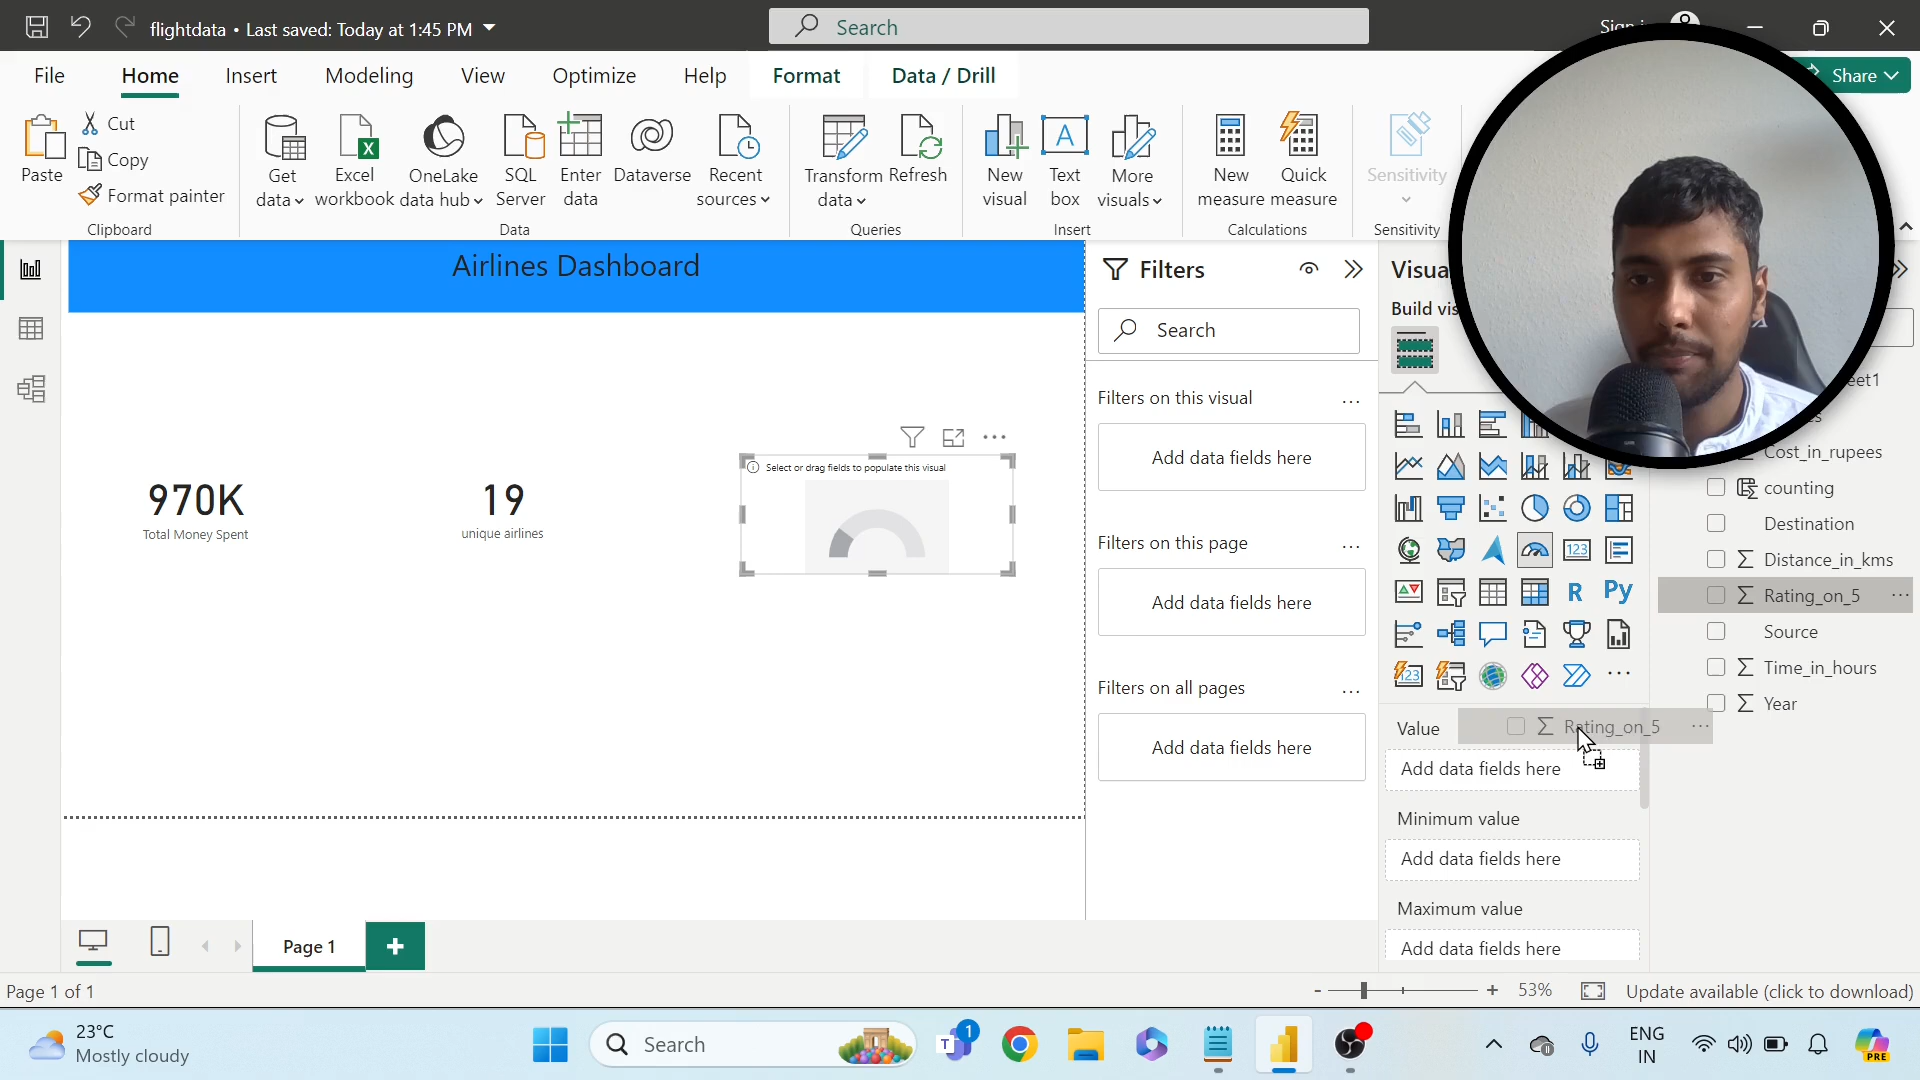 flightdata • Last saved: Today at 1:45 PM
Search
File
Home
Insert
Modeling
View
Optimize
Help
Format
Data / Drill
Share
Paste
Cut
Copy
Format painter
Clipboard
Get data
Excel workbook
OneLake data hub
SQL Server
Enter data
Dataverse
Recent sources
Data
Transform data
Refresh
Queries
New visual
Text box
More visuals
Insert
New measure
Quick measure
Calculations
Sensitivity
Sensitivity
Airlines Dashboard
970K
Total Money Spent
19
unique airlines
Select or drag fields to populate this visual
Filters
Search
Filters on this visual
...
Add data fields here
Filters on this page
...
Add data fields here
Filters on all pages
...
Add data fields here
123
R
Py
123
...
Value
Rating_on_5
...
Add data fields here
Minimum value
Add data fields here
Maximum value
Add data fields here
Cost_in_rupees
counting
Destination
Distance_in_kms
Rating_on_5
...
Source
Time_in_hours
Year
Page 1
Page 1 of 1
- + 53%
Update available (click to download)
23°C
Mostly cloudy
Search
1
ENG
IN
PRE